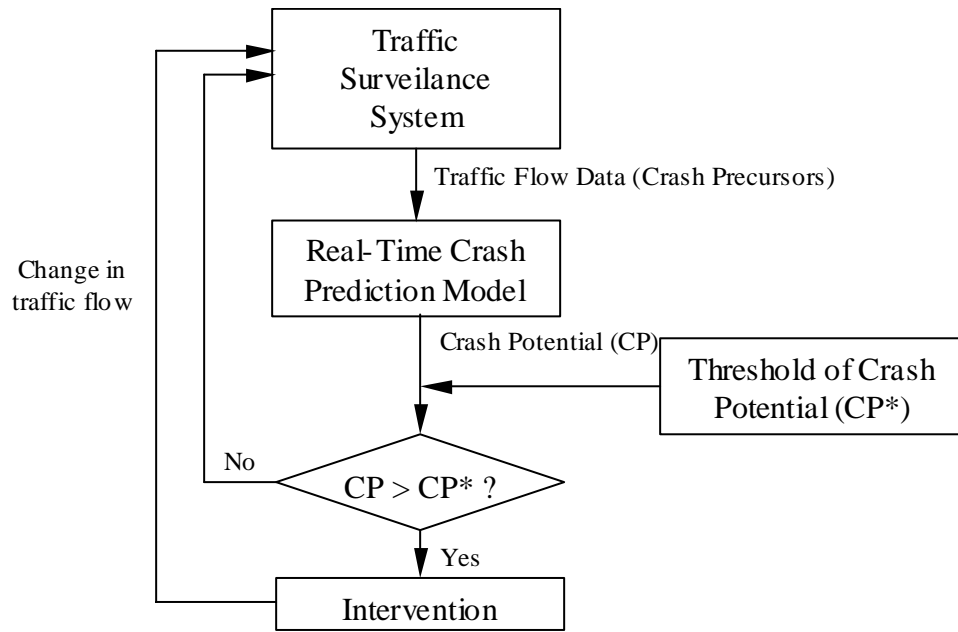 Traffic
Surveilance
System
Traffic Flow Data (Crash Precursors)
Real-Time Crash
Prediction Model
Change in
traffic flow
Crash Potential (CP)
Threshold of Crash
Potential (CP*)
No
CP > CP* ?
Yes
Intervention